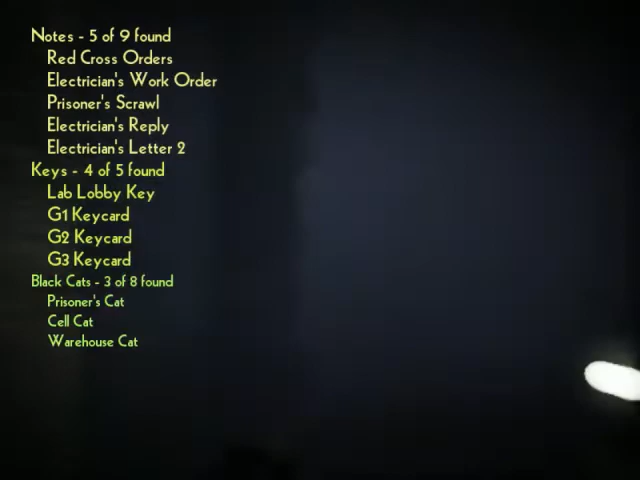 Notes - 5 of 9 found
Red Cross Orders
Electrician's Work Order
Prisoner's Scrawl
Electrician's Reply
Electrician's Letter 2
Keys - 4 of 5 found
Lab Lobby Key
G1 Keycard
G2 Keycard
G3 Keycard
Black Cats - 3 of 8 found
Prisoner's Cat
Cell Cat
Warehouse Cat